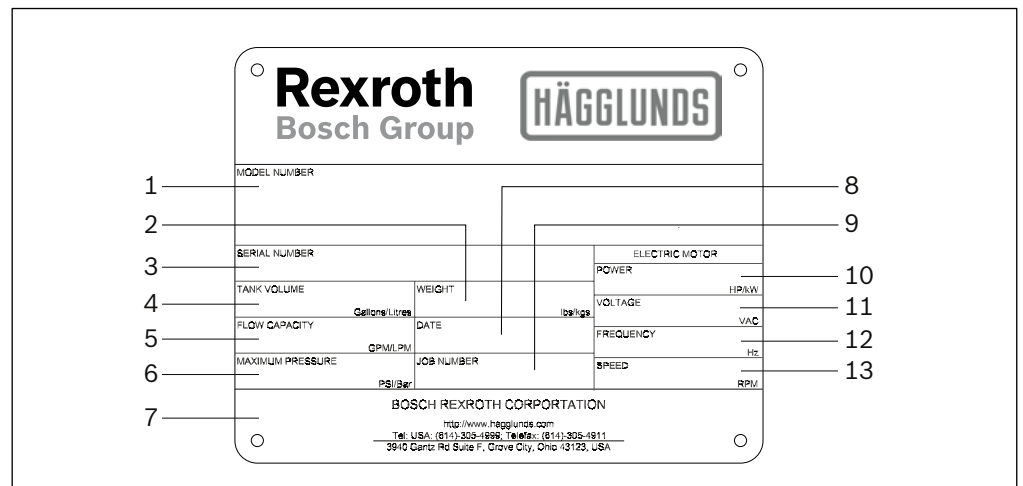 Rexroth
Bosch Group
HÄGGLUNDS
MODEL NUMBER
1
8
2
9
SERIAL NUMBER
ELECTRIC MOTOR
3
POWER
HP/kW
10
TANK VOLUME
Gallons/Litres
WEIGHT
lbs/kgs
4
VOLTAGE
VAC
11
FLOW CAPACITY
GPM/LPM
DATE
5
FREQUENCY
Hz
12
MAXIMUM PRESSURE
PSI/Bar
JOB NUMBER
6
SPEED
RPM
13
7
BOSCH REXROTH CORPORTATION
http://www.hagglunds.com
Tel: USA: (614)-305-4999; Telefax: (614)-305-4911
3940 Gantz Rd Suite F, Grove City, Ohio 43123, USA